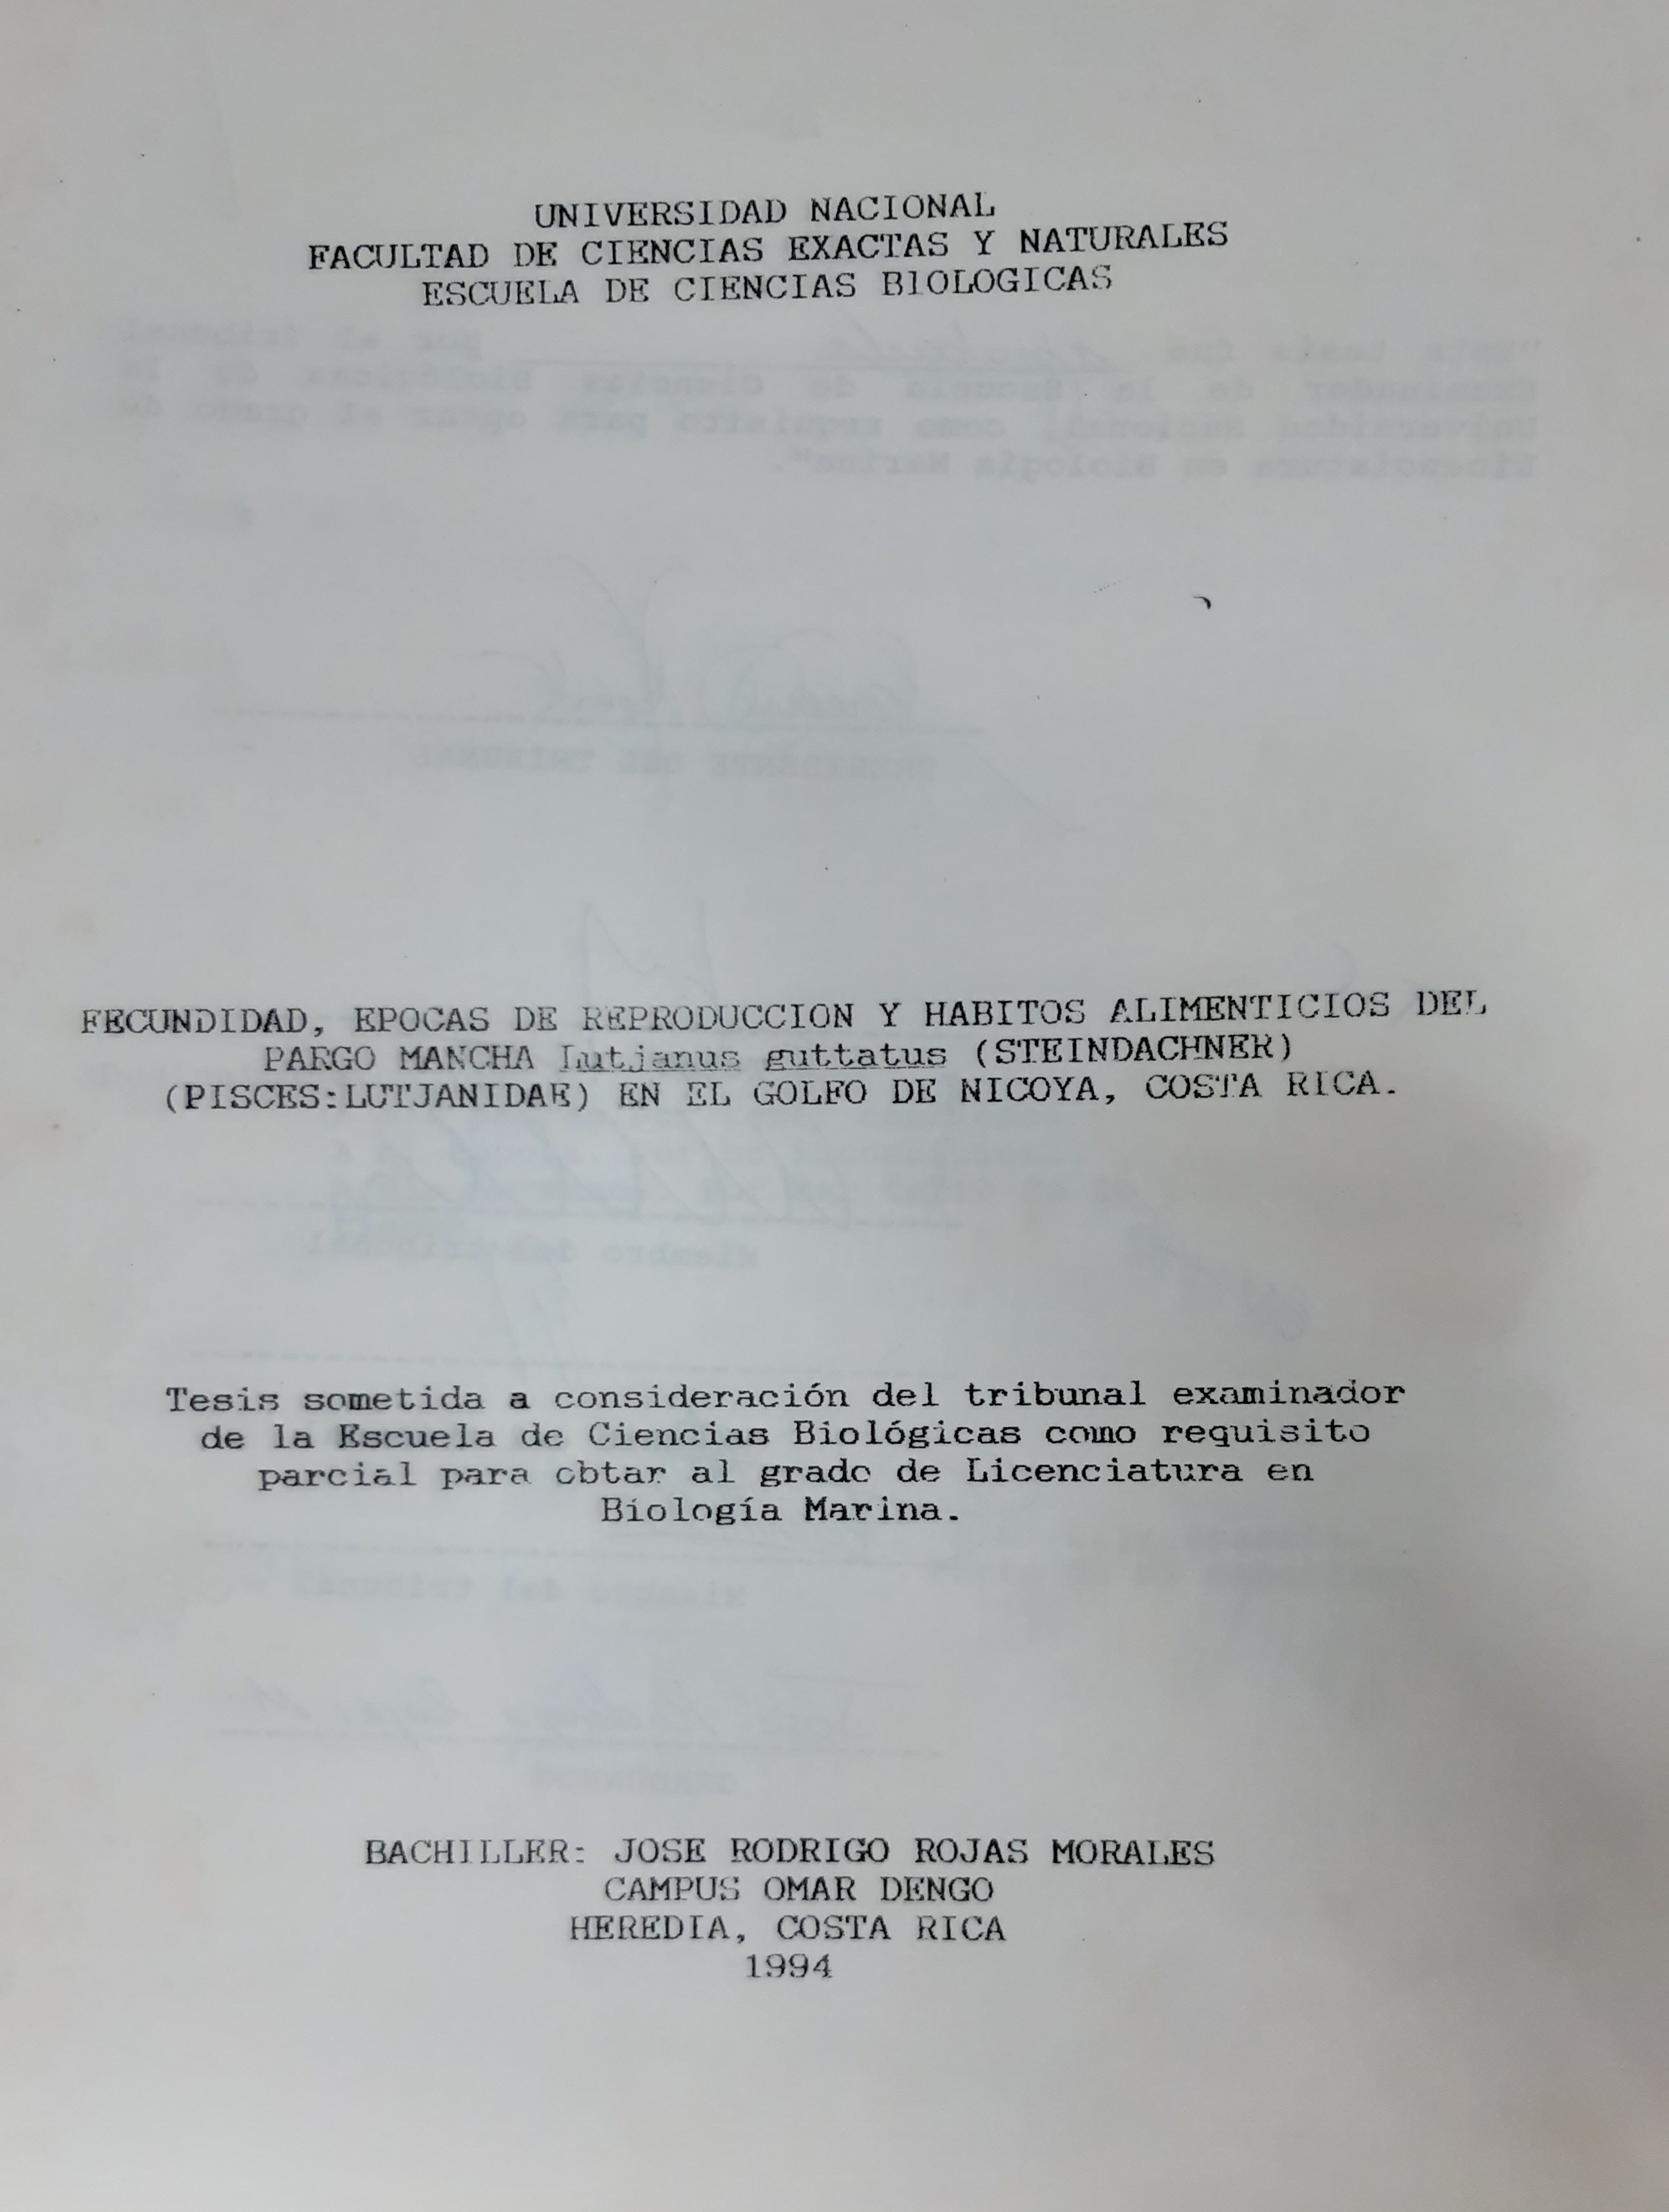 UNIVERSIDAD NACIONAL
FACULTAD DE CIENCIAS EXACTAS Y NATURALES
ESCUELA DE CIENCIAS BIOLOGICAS
FECUNDIDAD, EPOCAS DE REPRODUCCION Y HABITOS ALIMENTICIOS DEL
PARGO MANCHA Lutjanus guttatus (STEINDACHNER)
(PISCES:LUTJANIDAE) EN EL GOLFO DE NICOYA, COSTA RICA.
Tesis sometida a consideración del tribunal examinador
de la Escuela de Ciencias Biológicas como requisito
parcial para obtar al grado de Licenciatura en
Biología Marina.
BACHILLER: JOSE RODRIGO ROJAS MORALES
CAMPUS OMAR DENGO
HEREDIA, COSTA RICA
1994